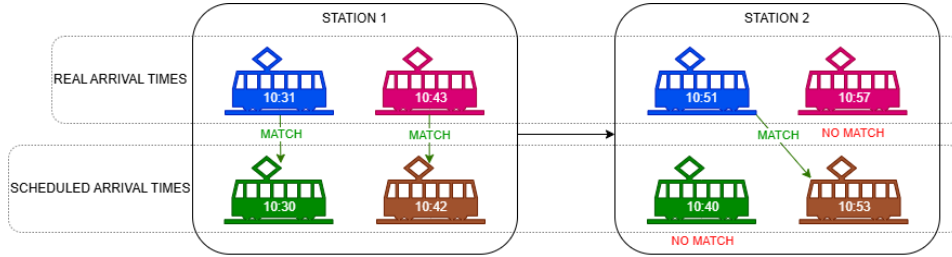 STATION 1
STATION 2
REAL ARRIVAL TIMES
10:31
10:43
10:51
10:57
MATCH
MATCH
MATCH
NO MATCH
SCHEDULED ARRIVAL TIMES
10:30
10:42
10:40
10:53
NO MATCH